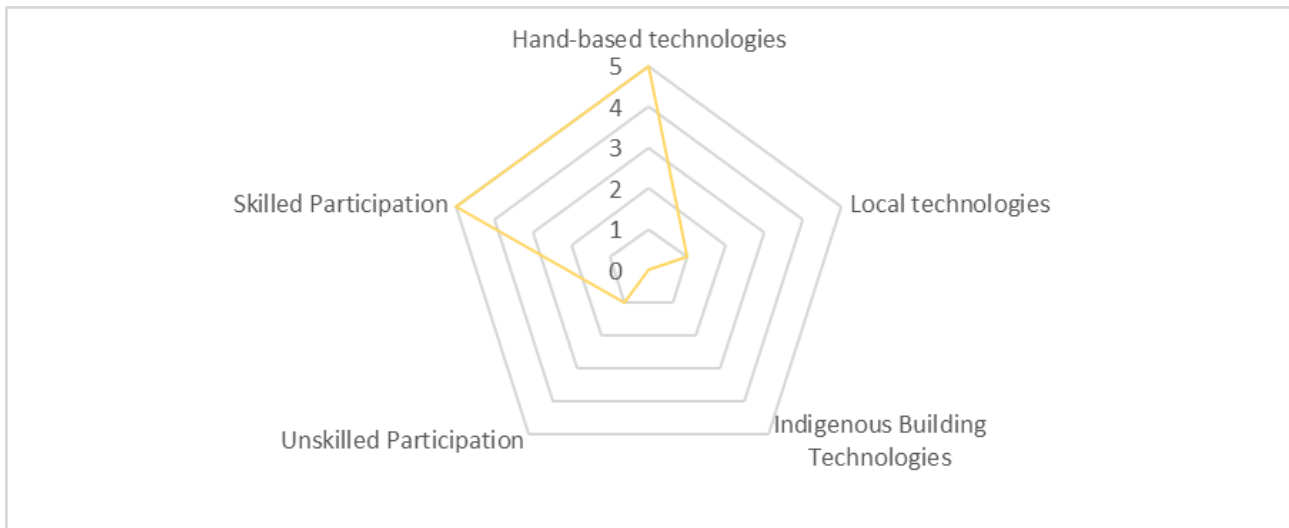 Hand-based technologies
5
4
3
2
1
0
Skilled Participation
Local technologies
Unskilled Participation
Indigenous Building
Technologies